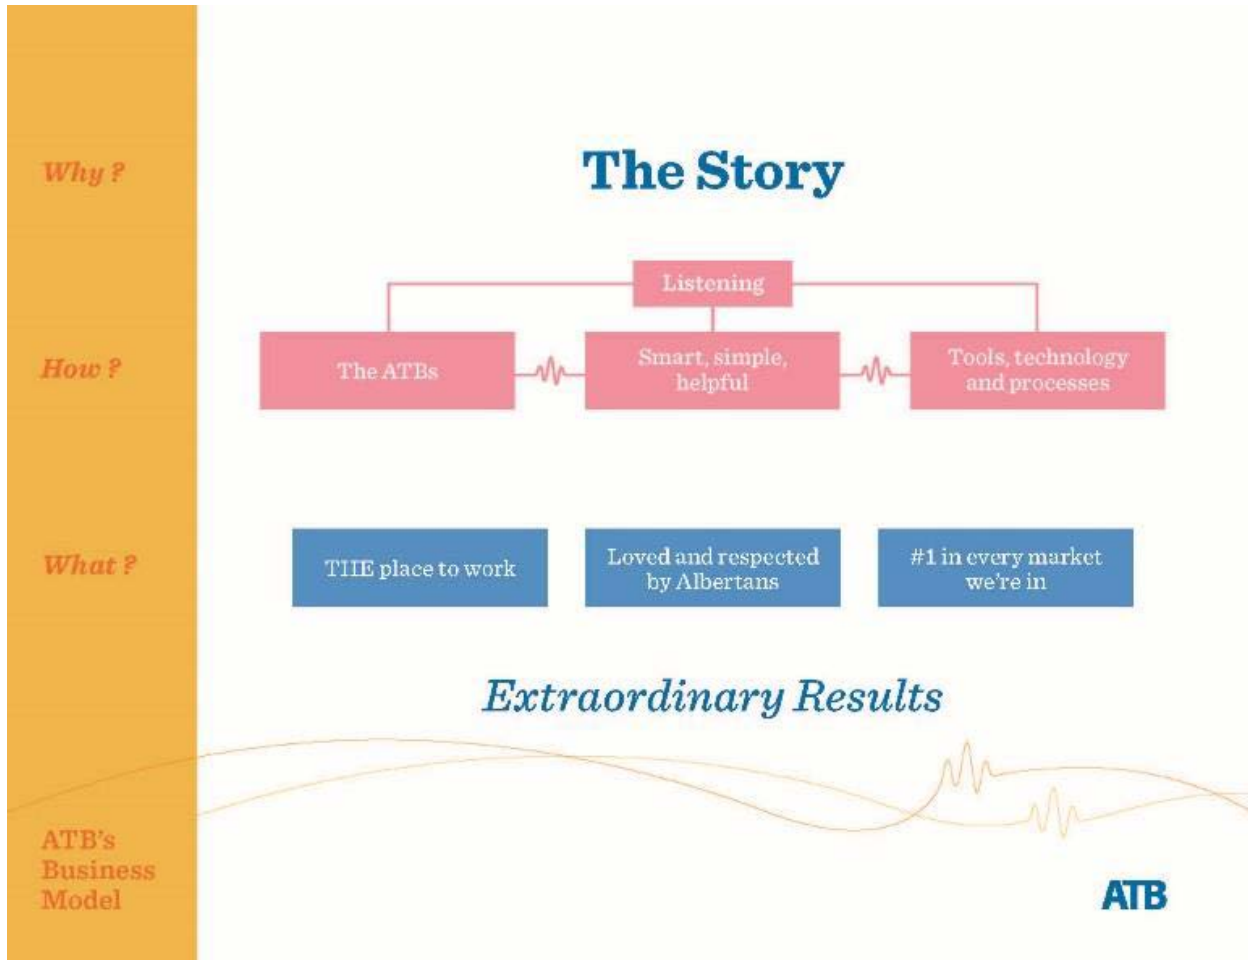 Why ?
The Story
Listening
How ?
The ATBs
Smart, simple,
helpful
Tools, technology
and processes
What ?
THE place to work
Loved and respected
by Albertans
#1 in every market
we're in
Extraordinary Results
ATB's
Business
Model
ATB